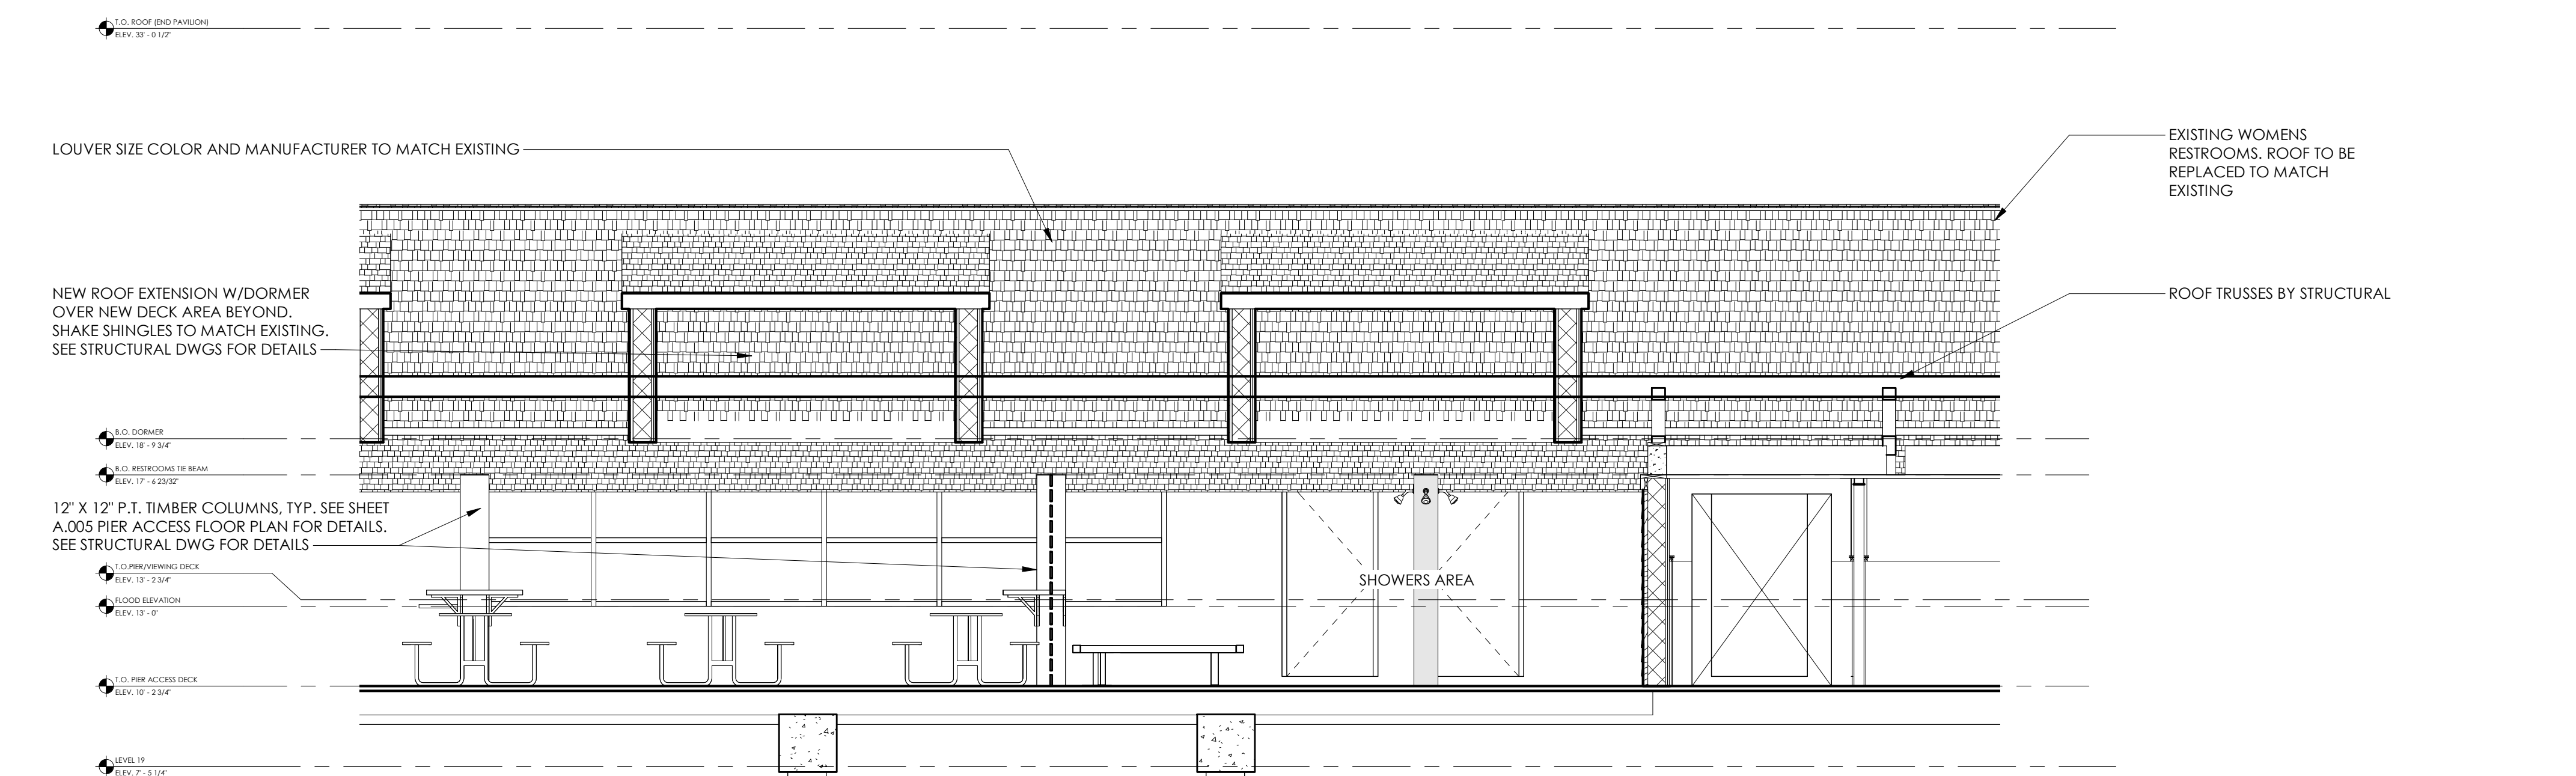 T.O. ROOF (END PAVILION)
ELEV. 33' - 0 1/2"
LOUVER SIZE COLOR AND MANUFACTURER TO MATCH EXISTING
EXISTING WOMENS
RESTROOMS. ROOF TO BE
REPLACED TO MATCH
EXISTING
NEW ROOF EXTENSION W/DORMER
OVER NEW DECK AREA BEYOND.
SHAKE SHINGLES TO MATCH EXISTING.
SEE STRUCTURAL DWGS FOR DETAILS
ROOF TRUSSES BY STRUCTURAL
B.O. DORMER
ELEV. 18' - 9 3/4"
B.O. RESTROOMS TIE BEAM
ELEV. 17' - 6 23/32"
12" X 12" P.T. TIMBER COLUMNS, TYP. SEE SHEET
A.005 PIER ACCESS FLOOR PLAN FOR DETAILS.
SEE STRUCTURAL DWG FOR DETAILS
T.O.PIER/VIEWING DECK
ELEV. 13' - 2 3/4"
SHOWERS AREA
FLOOD ELEVATION
ELEV. 13' - 0"
T.O. PIER ACCESS DECK
ELEV. 10' - 2 3/4"
LEVEL 19
ELEV. 7' - 5 1/4"